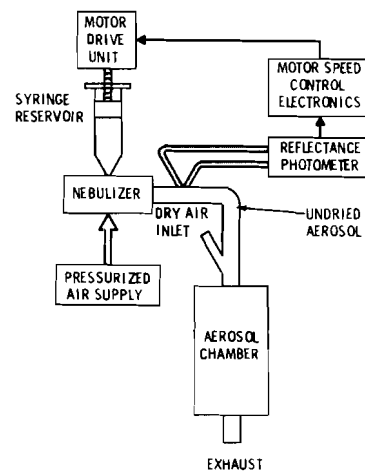 MOTOR
DRIVE
UNIT
SYRINGE
RESERVOIR
MOTOR SPEED
CONTROL
ELECTRONICS
REFLECTANCE
PHOTOMETER
NEBULIZER
DRY AIR
INLET
UNDRIED
AEROSOL
PRESSURIZED
AIR SUPPLY
AEROSOL
CHAMBER
EXHAUST